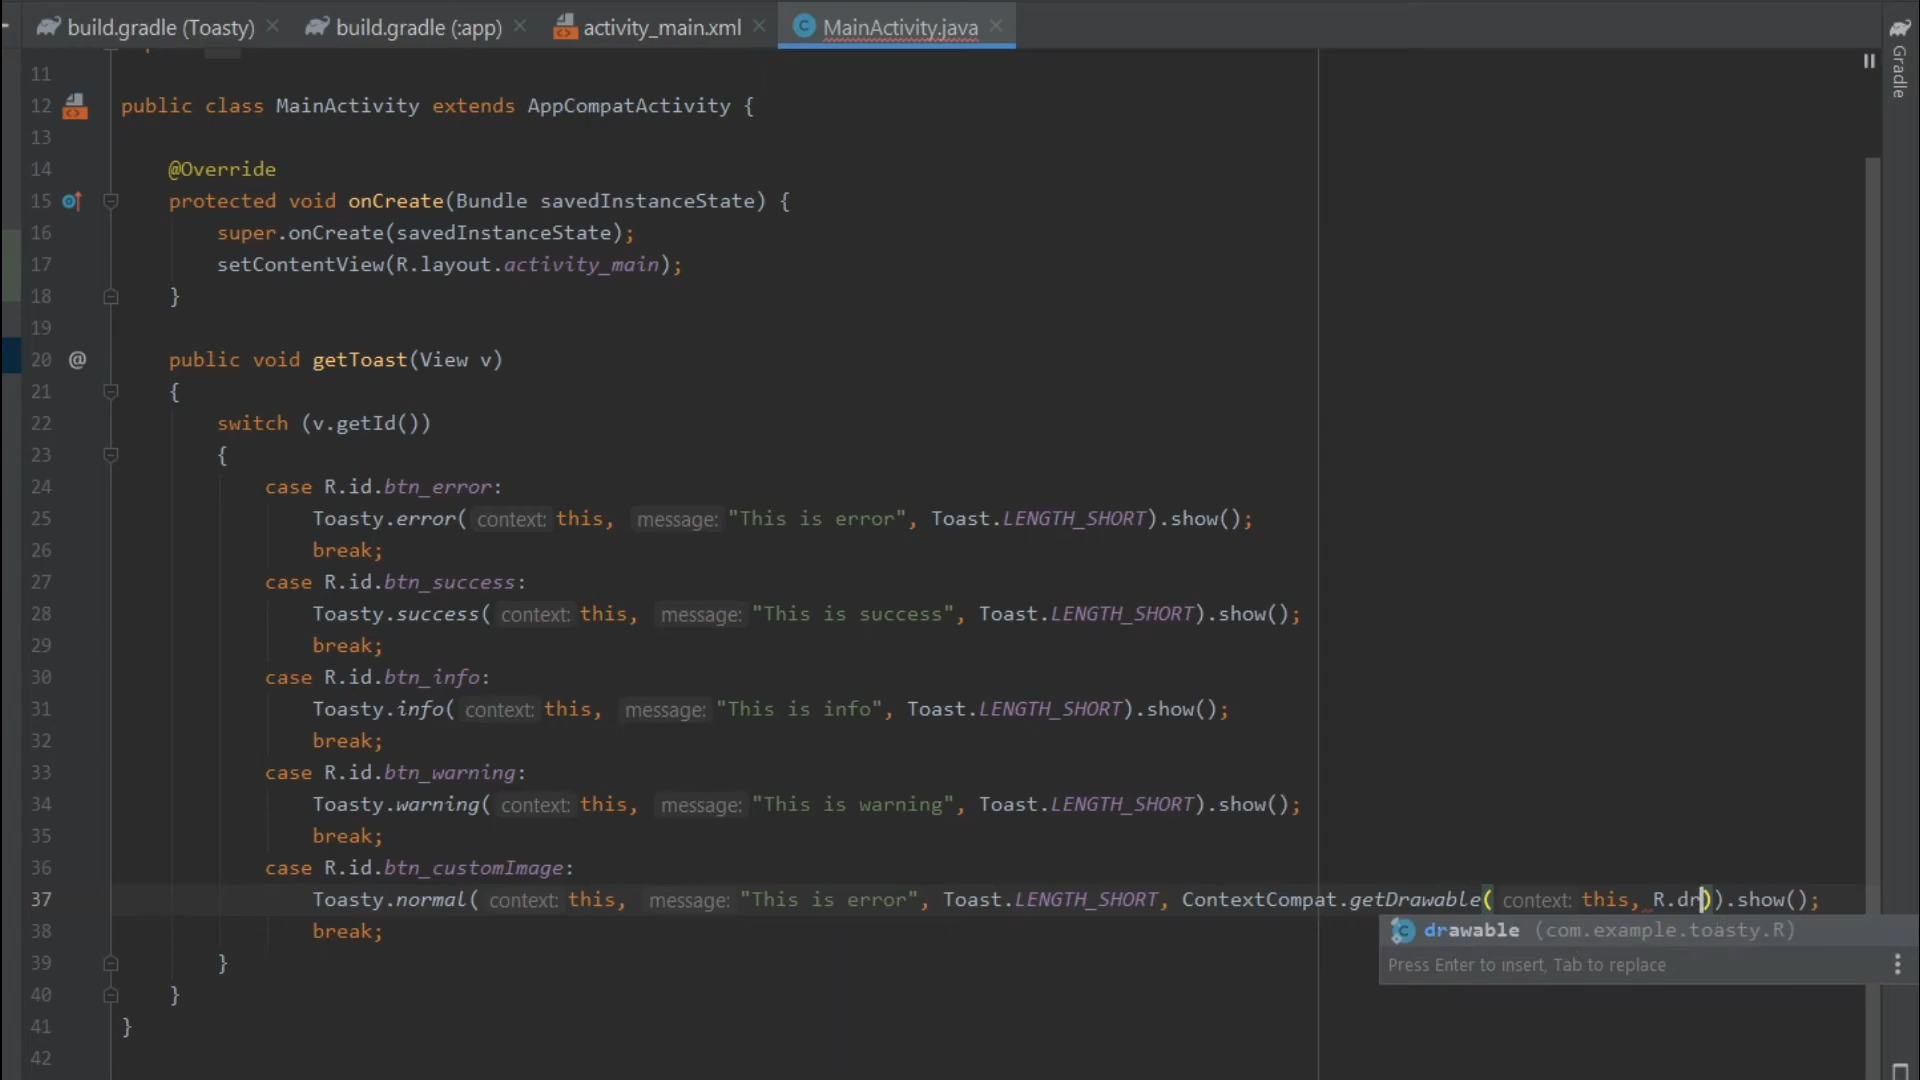 build.gradle (Toasty) build.gradle (:app) activity_main.xml MainActivity.java
Gradle
11
12 public class MainActivity extends AppCompatActivity {
13
14 @Override
15 protected void onCreate(Bundle savedInstanceState) {
16 super.onCreate(savedInstanceState);
17 setContentView(R.layout.activity_main);
18 }
19
20 @ public void getToast(View v)
21 {
22 switch (v.getId())
23 {
24 case R.id.btn_error:
25 Toasty.error( context: this, message: "This is error", Toast.LENGTH_SHORT).show();
26 break;
27 case R.id.btn_success:
28 Toasty.success( context: this, message: "This is success", Toast.LENGTH_SHORT).show();
29 break;
30 case R.id.btn_info:
31 Toasty.info( context: this, message: "This is info", Toast.LENGTH_SHORT).show();
32 break;
33 case R.id.btn_warning:
34 Toasty.warning( context: this, message: "This is warning", Toast.LENGTH_SHORT).show();
35 break;
36 case R.id.btn_customImage:
37 Toasty.normal( context: this, message: "This is error", Toast.LENGTH_SHORT, ContextCompat.getDrawable( context: this, R.dr)).show();
38 break;
drawable (com.example.toasty.R)
Press Enter to insert, Tab to replace
39 }
40 }
41 }
42